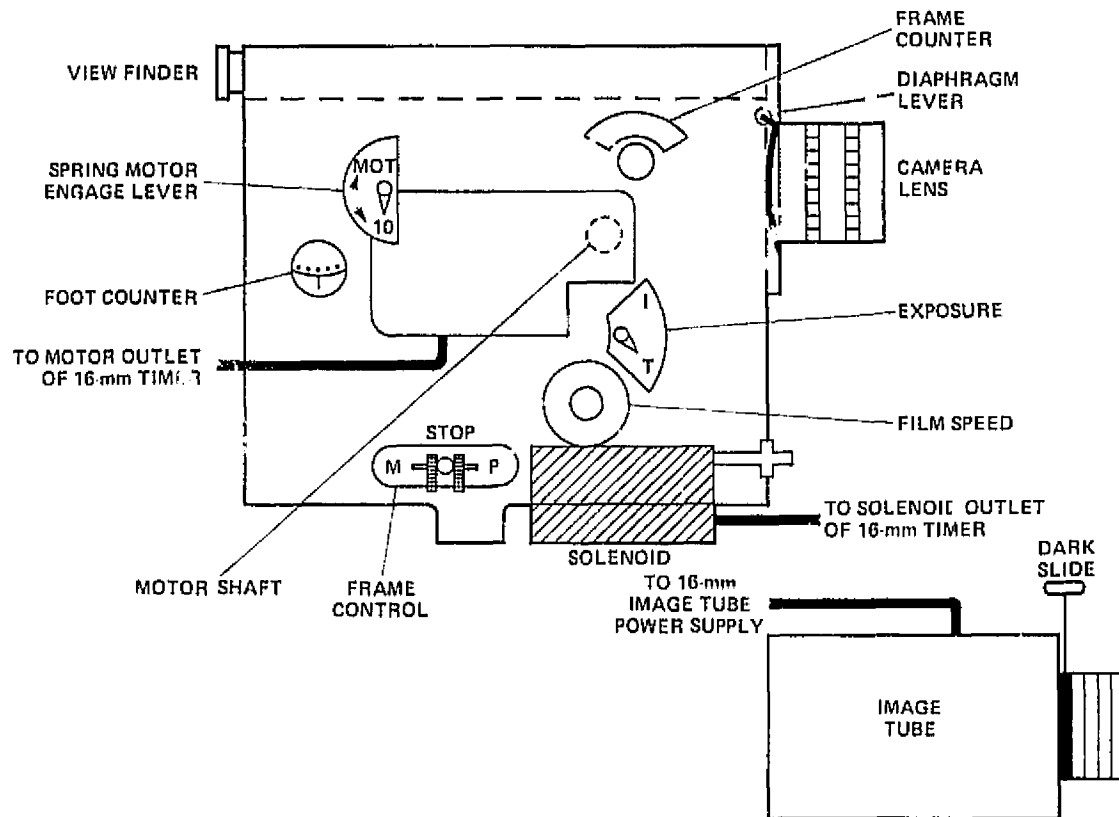 FRAME
COUNTER
VIEW FINDER
DIAPHRAGM
LEVER
SPRING MOTOR
ENGAGE LEVER
MOT
10
CAMERA
LENS
FOOT COUNTER
I
EXPOSURE
T
TO MOTOR OUTLET
OF 16-mm
FILM SPEED
STOP
M P
TO SOLENOID OUTLET
OF 16-mm TIMER
SOLENOID
MOTOR SHAFT
FRAME
CONTROL
TO 16-mm
IMAGE TUBE
POWER SUPPLY
DARK
SLIDE
IMAGE
TUBE